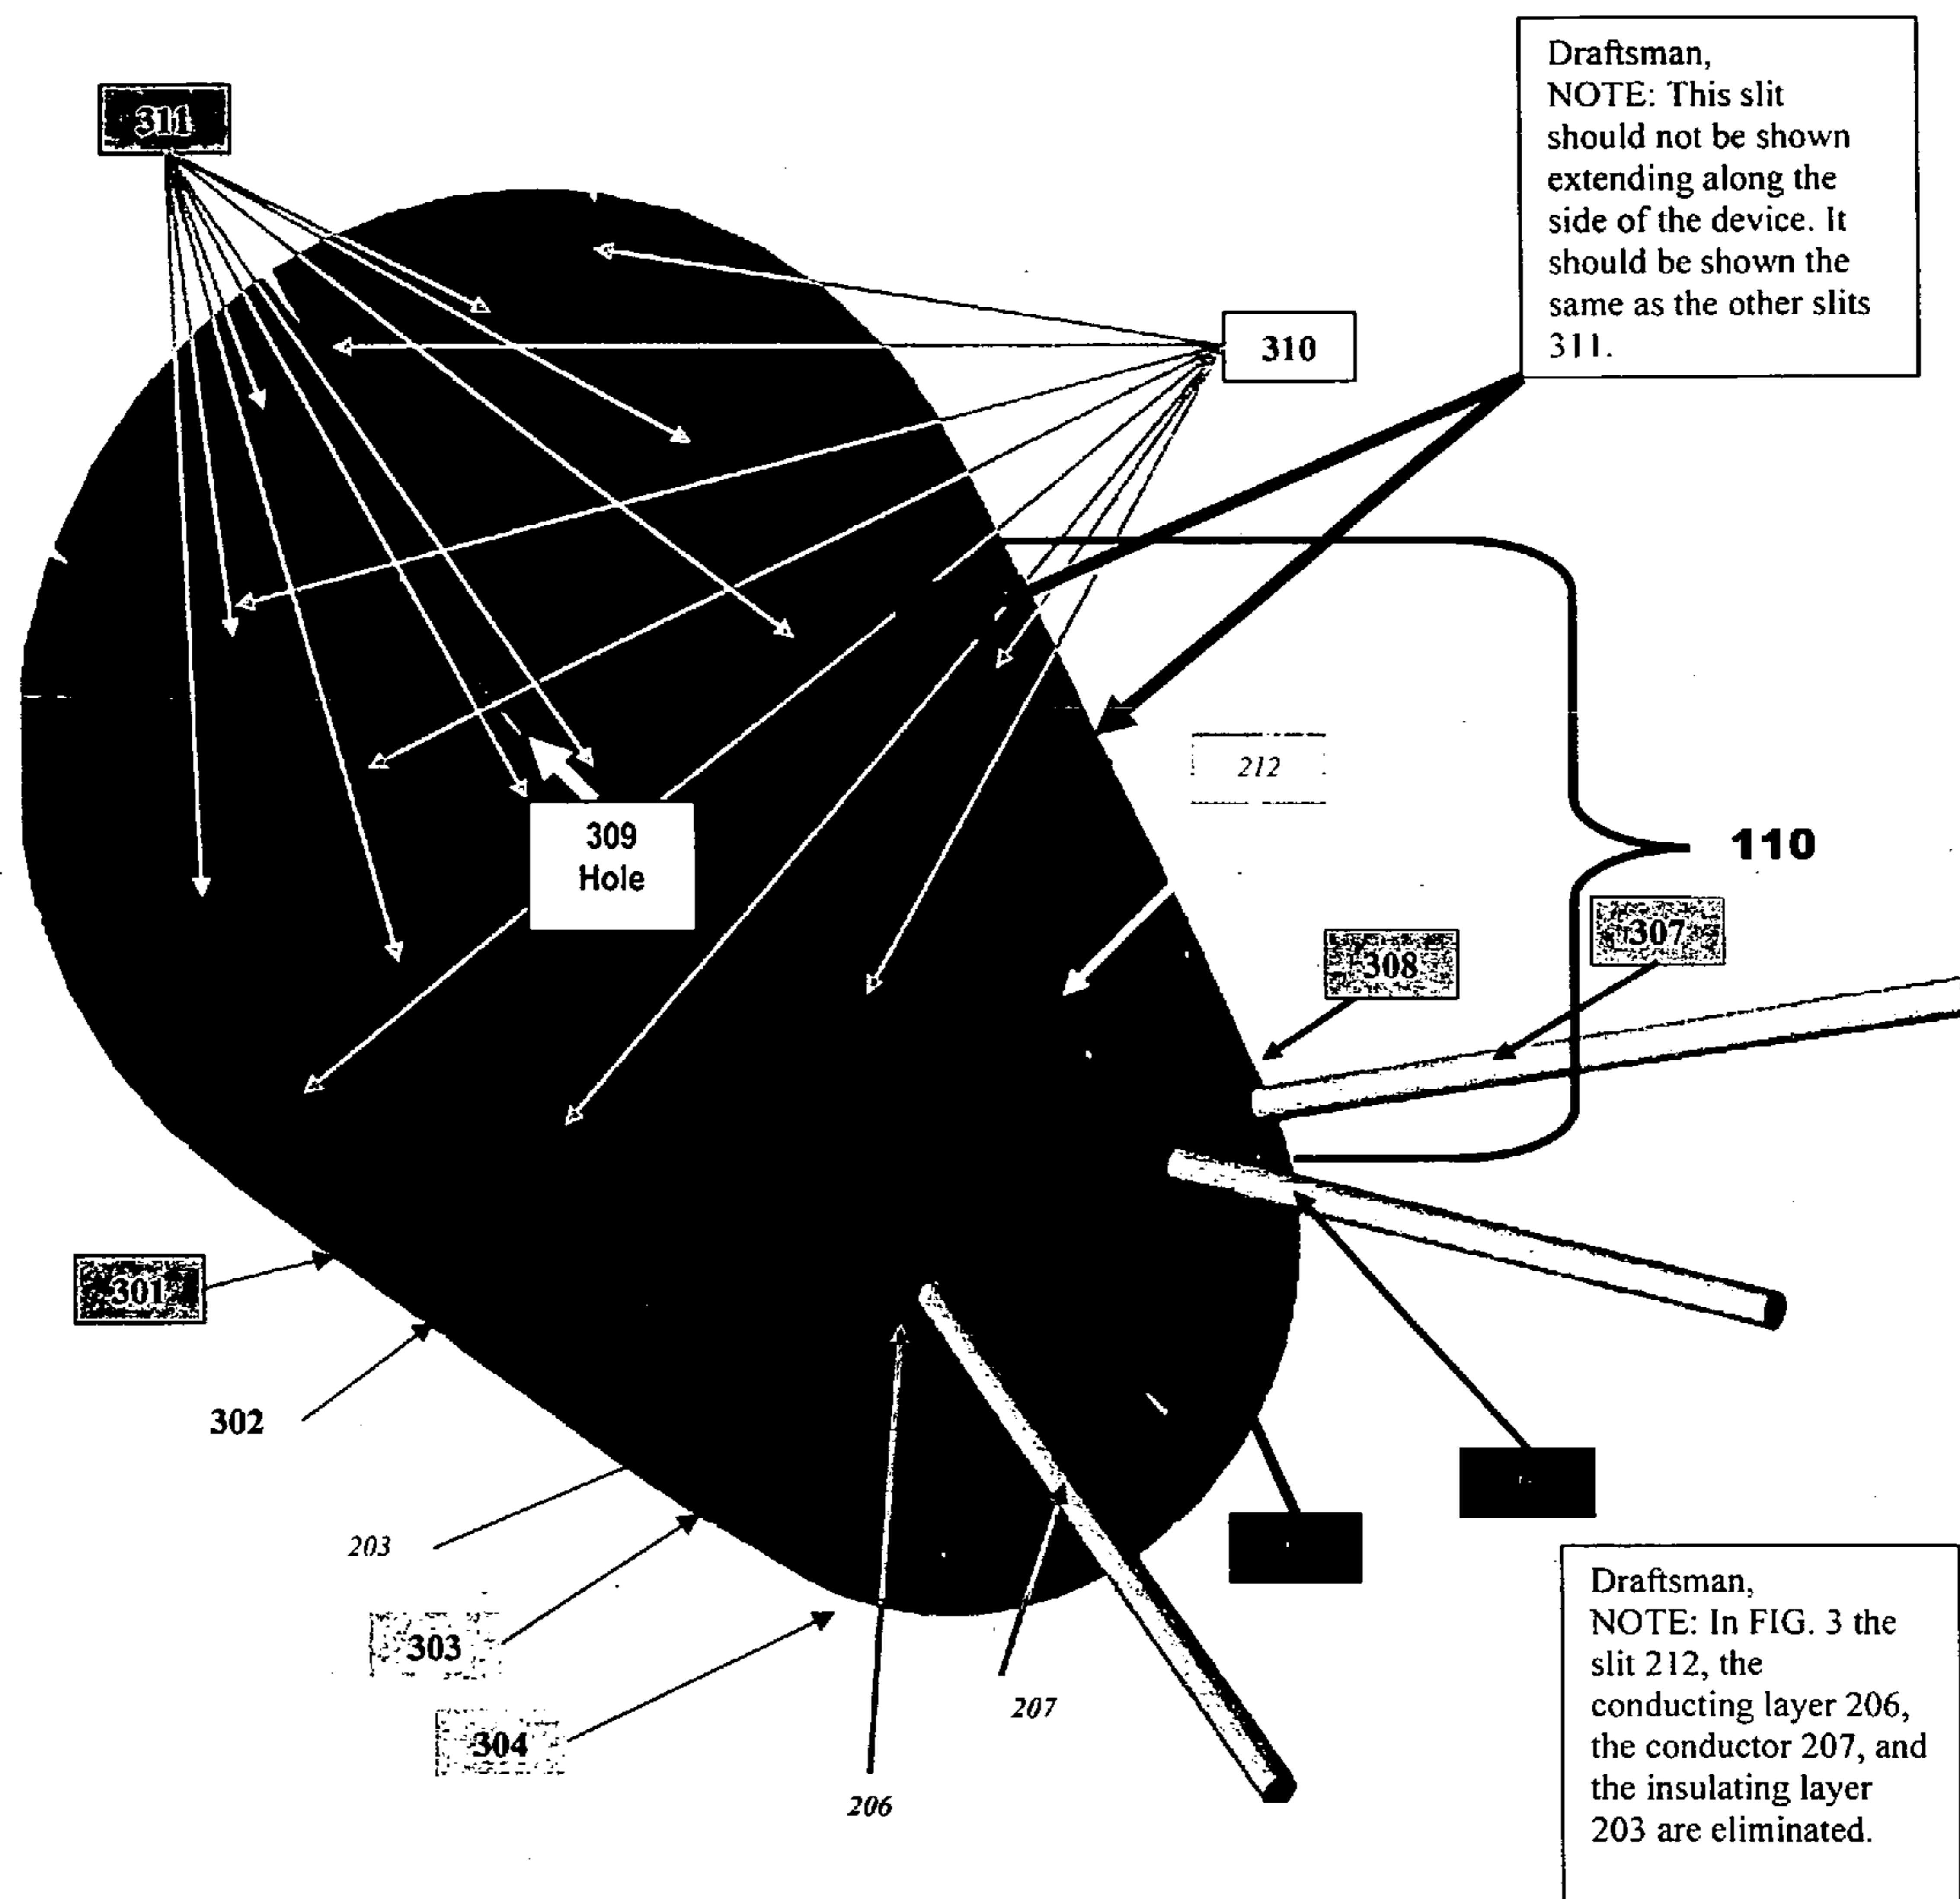 Draftsman,
NOTE: This slit
should not be shown
extending along the
side of the device. It
should be shown the
same as the other slits
311.
311
310
212
309
Hole
110
307
308
301
302
203
303
304
207
206
Draftsman,
NOTE: In FIG. 3 the
slit 212, the
conducting layer 206,
the conductor 207, and
the insulating layer
203 are eliminated.